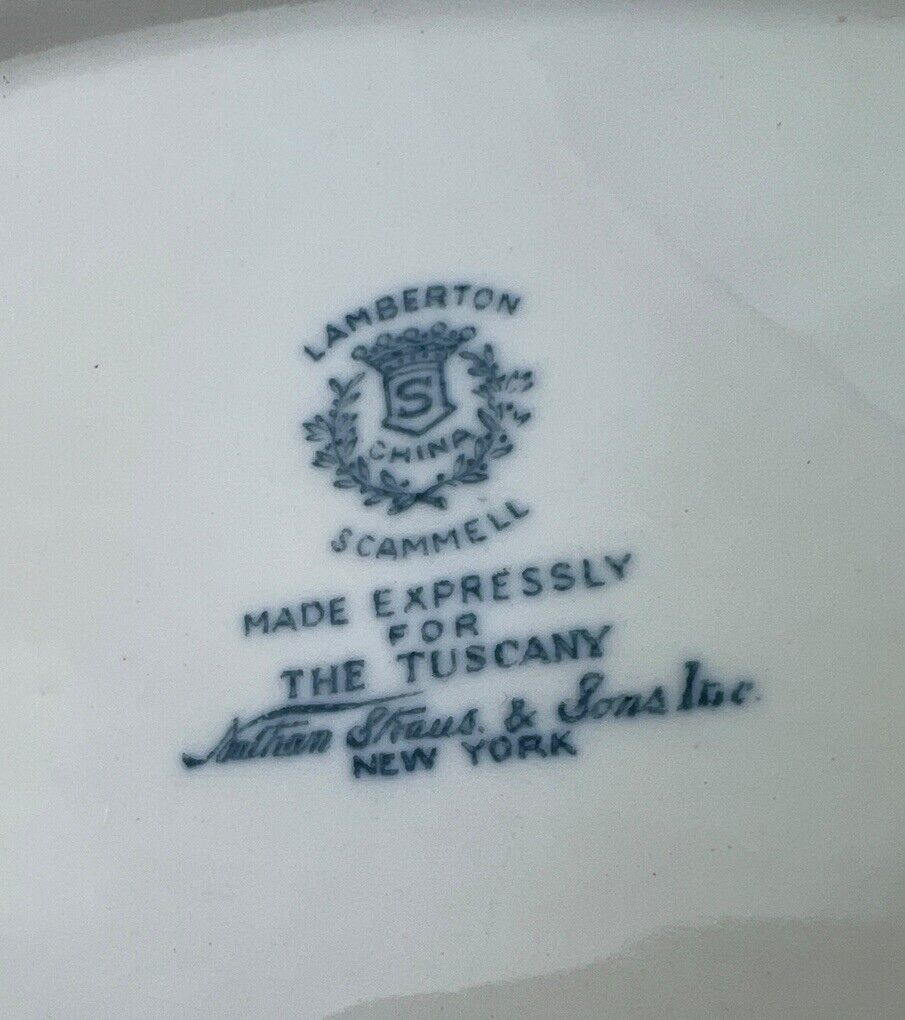 LAMBERTON
S
CHINA
SCAMMELL
MADE EXPRESSLY
FOR
THE TUSCANY
Nathan Straus. & Sons Inc.
NEW YORK